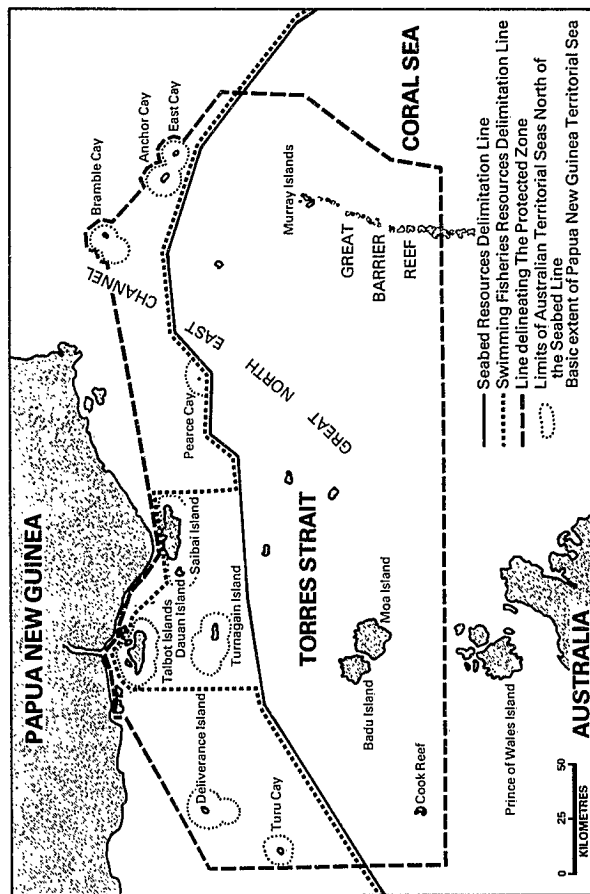 PAPUA NEW GUINEA
Bramble Cay
Anchor Cay
East Cay
CHANNEL
Talbot Islands
Dauan Island
Saibai Island
Deliverance Island
Turnagain Island
Pearce Cay
EAST
Turu Cay
NORTH
GREAT
TORRES STRAIT
Murray Islands
GREAT
BARRIER
REEF
CORAL SEA
Badu Island
Moa Island
Cook Reef
Prince of Wales Island
AUSTRALIA
0 25 50
KILOMETRES
Seabed Resources Delimitation Line
Swimming Fisheries Resources Delimitation Line
Line delineating The Protected Zone
Limits of Australian Territorial Seas North of
the Seabed Line
Basic extent of Papua New Guinea Territorial Sea